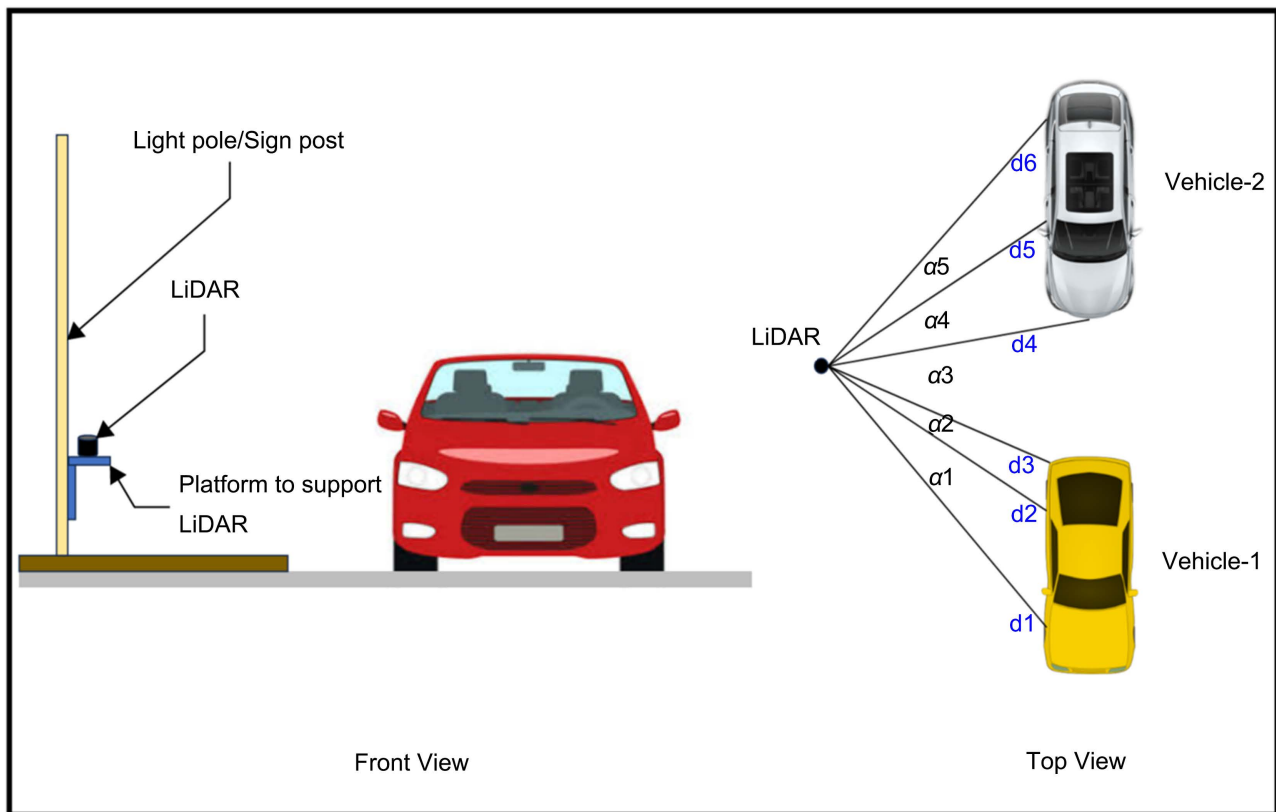 Light pole/Sign post
LiDAR
Platform to support
LiDAR
Front View
d6
Vehicle-2
d5
α5
α4
LiDAR
d4
α3
α2
d3
α1
d2
Vehicle-1
d1
Top View